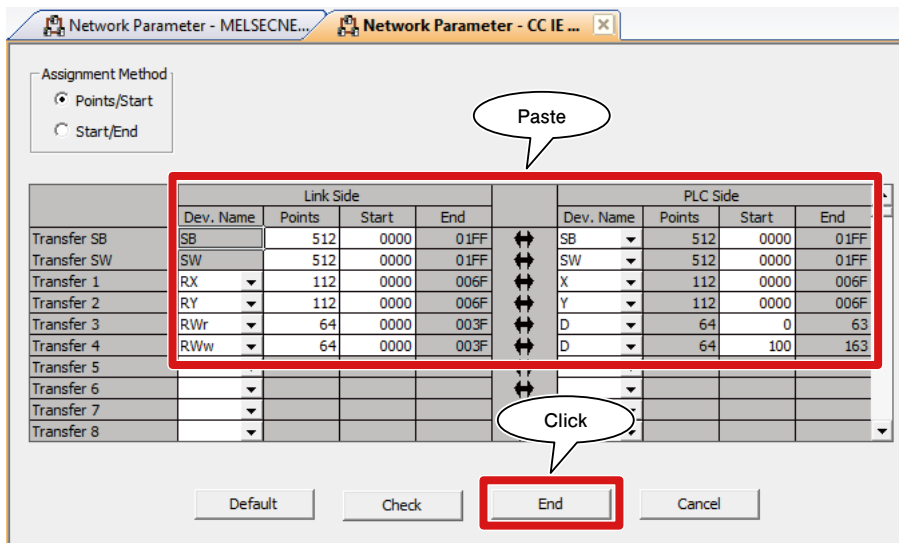 Network Parameter - MELSECNE... Network Parameter - CC IE ...
Assignment Method
Points/Start
Start/End
Paste
Link Side PLC Side
Dev. Name Points Start End Dev. Name Points Start End
Transfer SB SB 512 0000 01FF SB 512 0000 01FF
Transfer SW SW 512 0000 01FF SW 512 0000 01FF
Transfer 1 RX 112 0000 006F X 112 0000 006F
Transfer 2 RY 112 0000 006F Y 112 0000 006F
Transfer 3 RWr 64 0000 003F D 64 0 63
Transfer 4 RWw 64 0000 003F D 64 100 163
Transfer 5
Transfer 6
Transfer 7
Transfer 8
Click
Default Check End Cancel